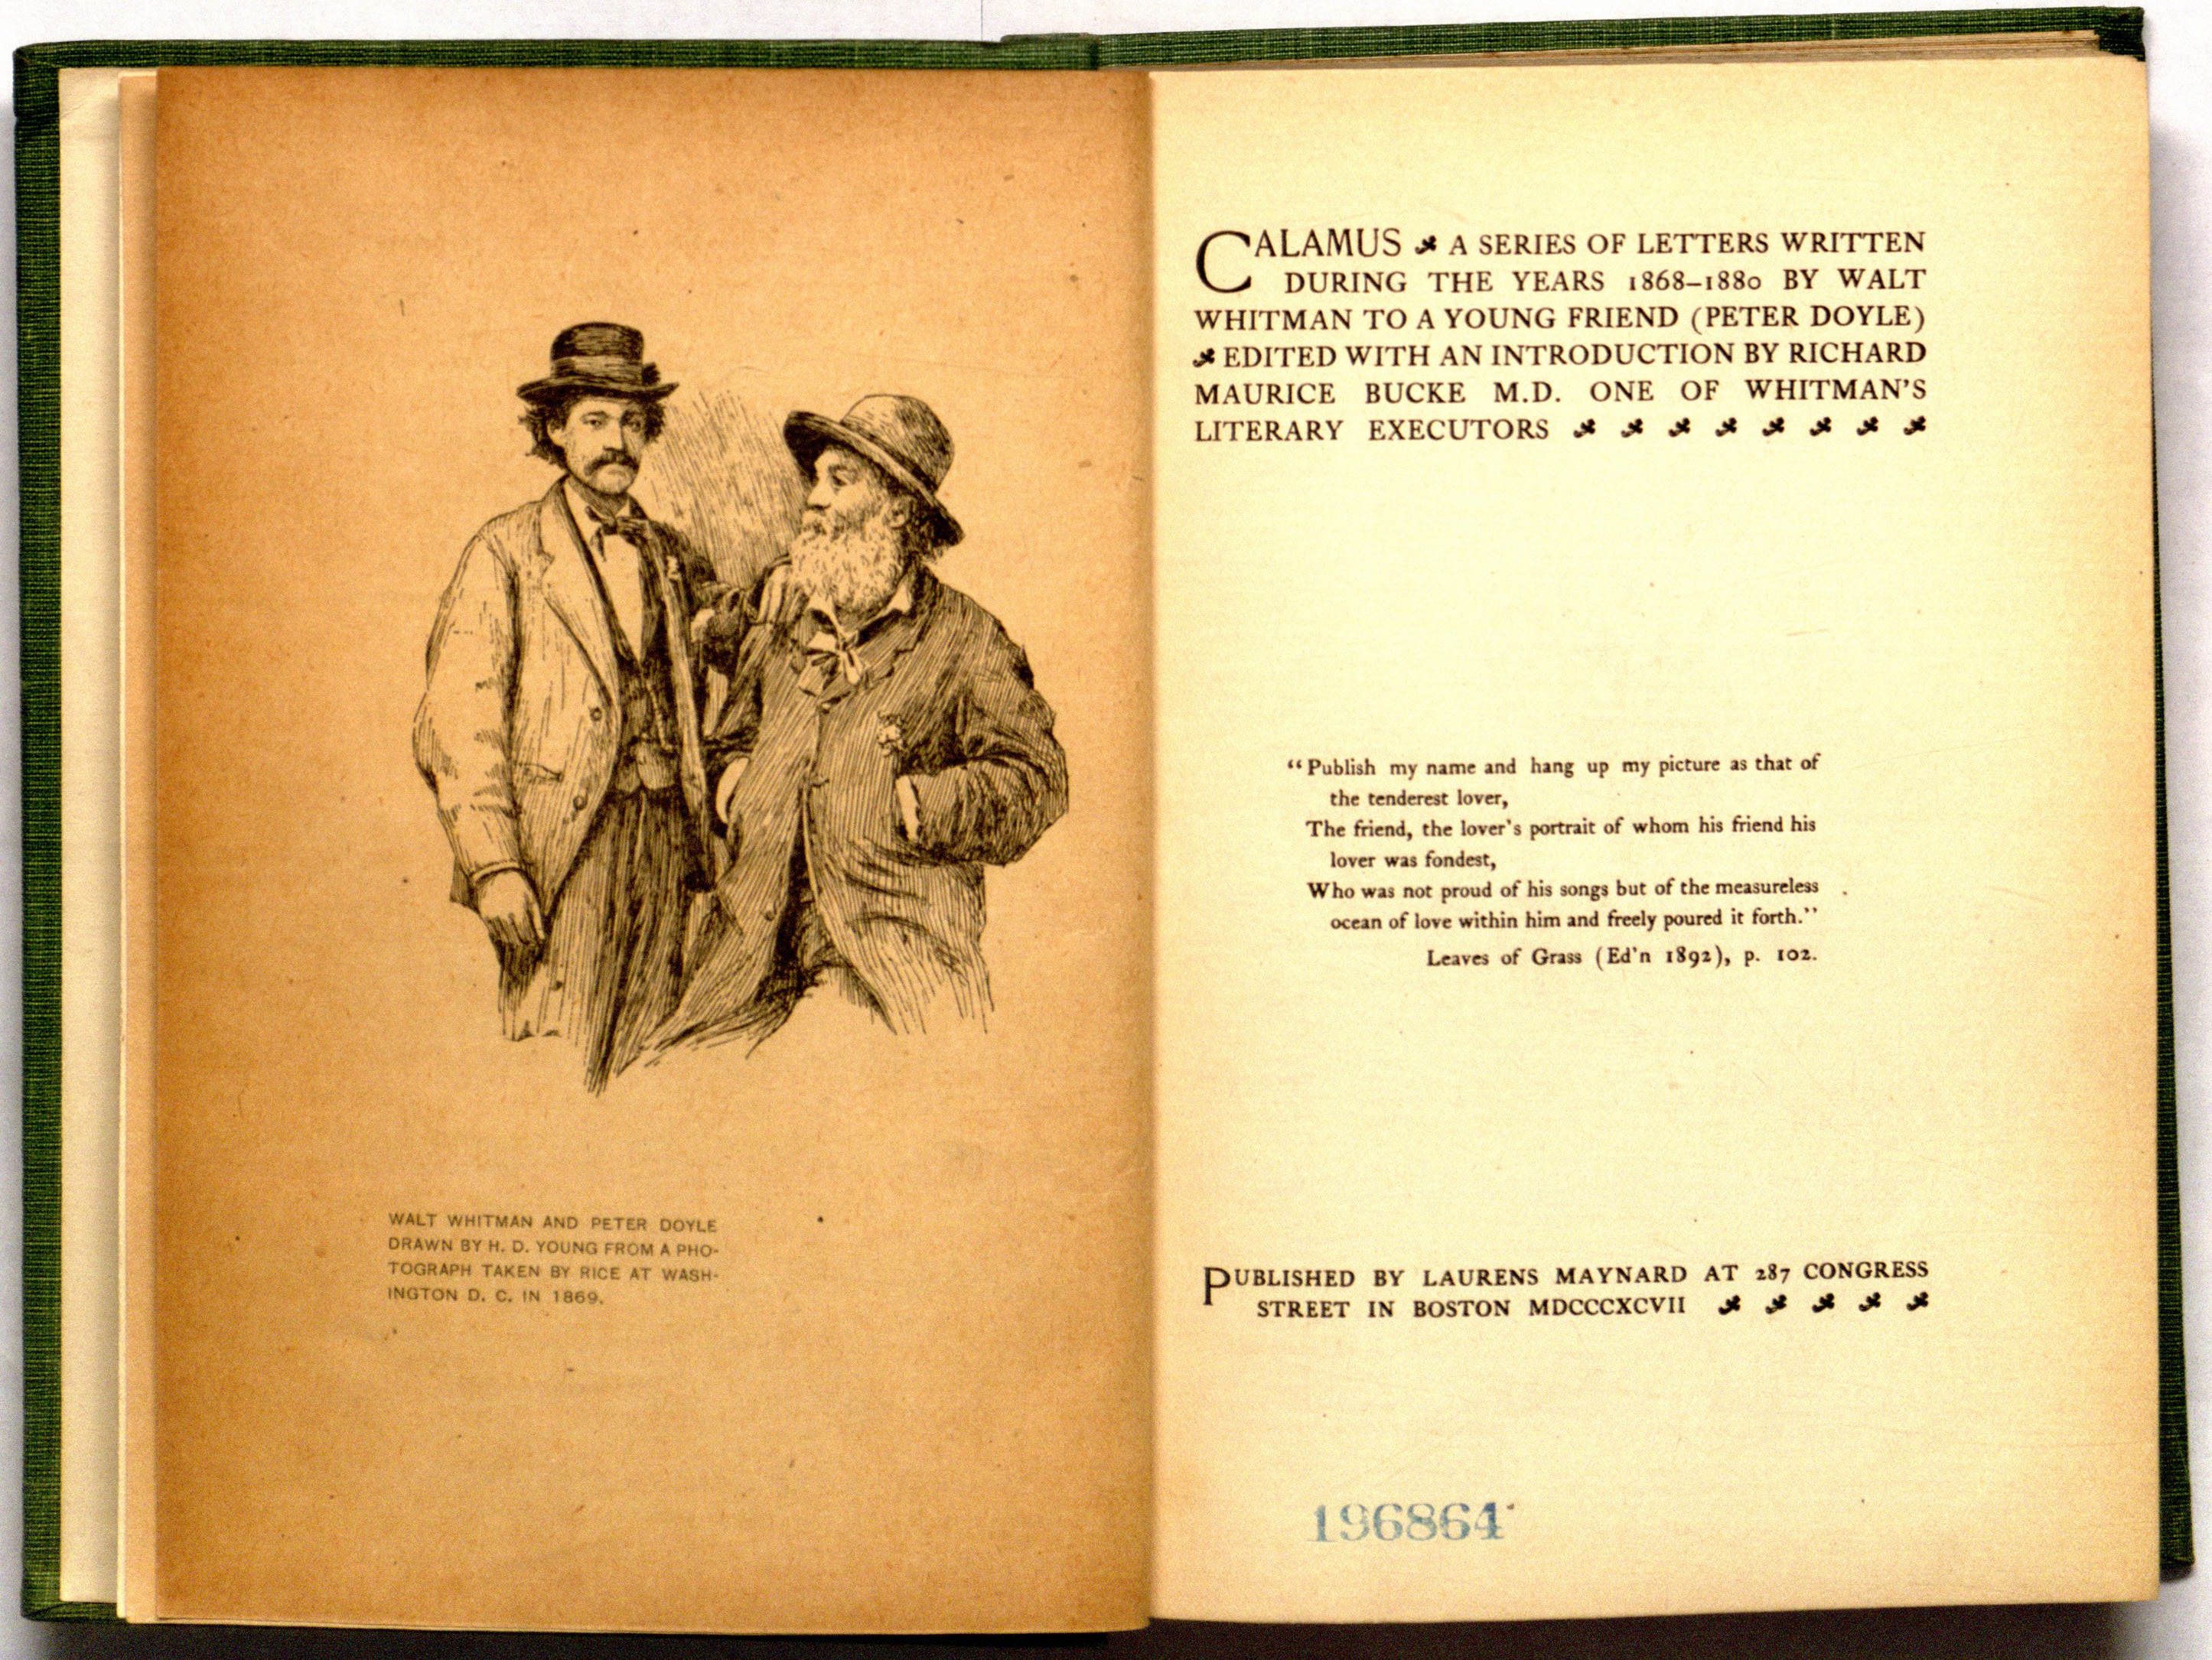 WALT WHITMAN AND PETER DOYLE
DRAWN BY H. D. YOUNG FROM A PHO-
TOGRAPH TAKEN BY RICE AT WASH-
INGTON D. C. IN 1869.
CALAMUS A SERIES OF LETTERS WRITTEN
DURING THE YEARS 1868–1880 BY WALT
WHITMAN TO A YOUNG FRIEND (PETER DOYLE)
EDITED WITH AN INTRODUCTION BY RICHARD
MAURICE BUCKE M.D. ONE OF WHITMAN'S
LITERARY EXECUTORS
“Publish my name and hang up my picture as that of
the tenderest lover,
The friend, the lover's portrait of whom his friend his
lover was fondest,
Who was not proud of his songs but of the measureless
ocean of love within him and freely poured it forth.”
Leaves of Grass (Ed'n 1892), p. 102.
PUBLISHED BY LAURENS MAYNARD AT 287 CONGRESS
STREET IN BOSTON MDCCCXCVII
196864